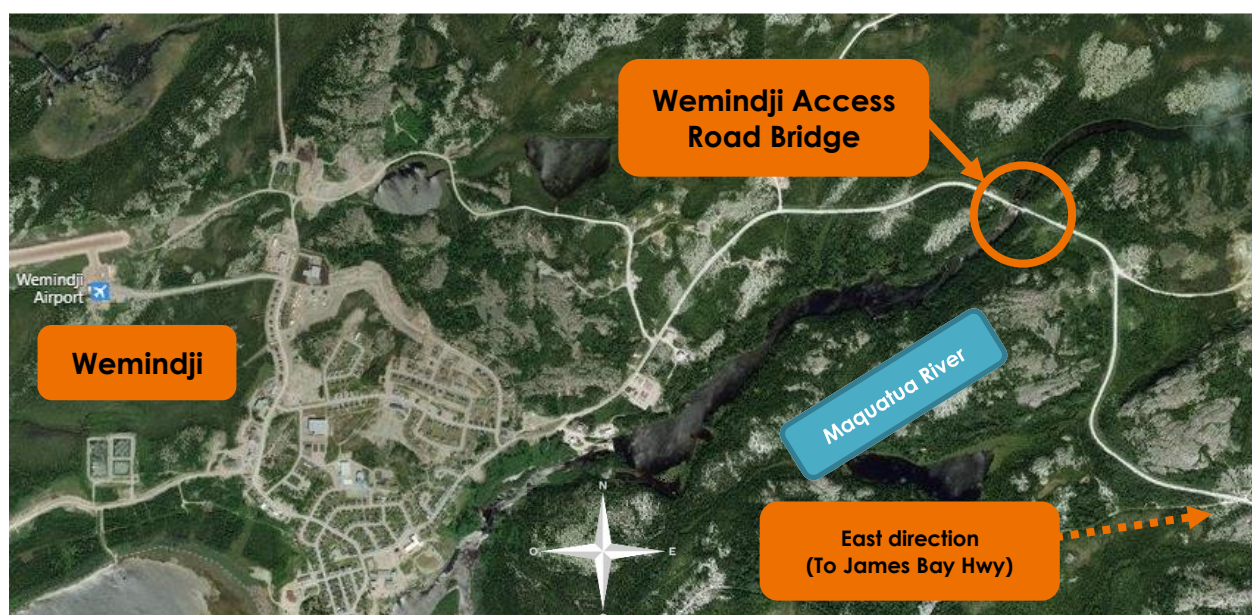 Wemindji Access
Road Bridge
Wemindji
Airport
Wemindji
Maquatua River
N
O
E
East direction
(To James Bay Hwy)